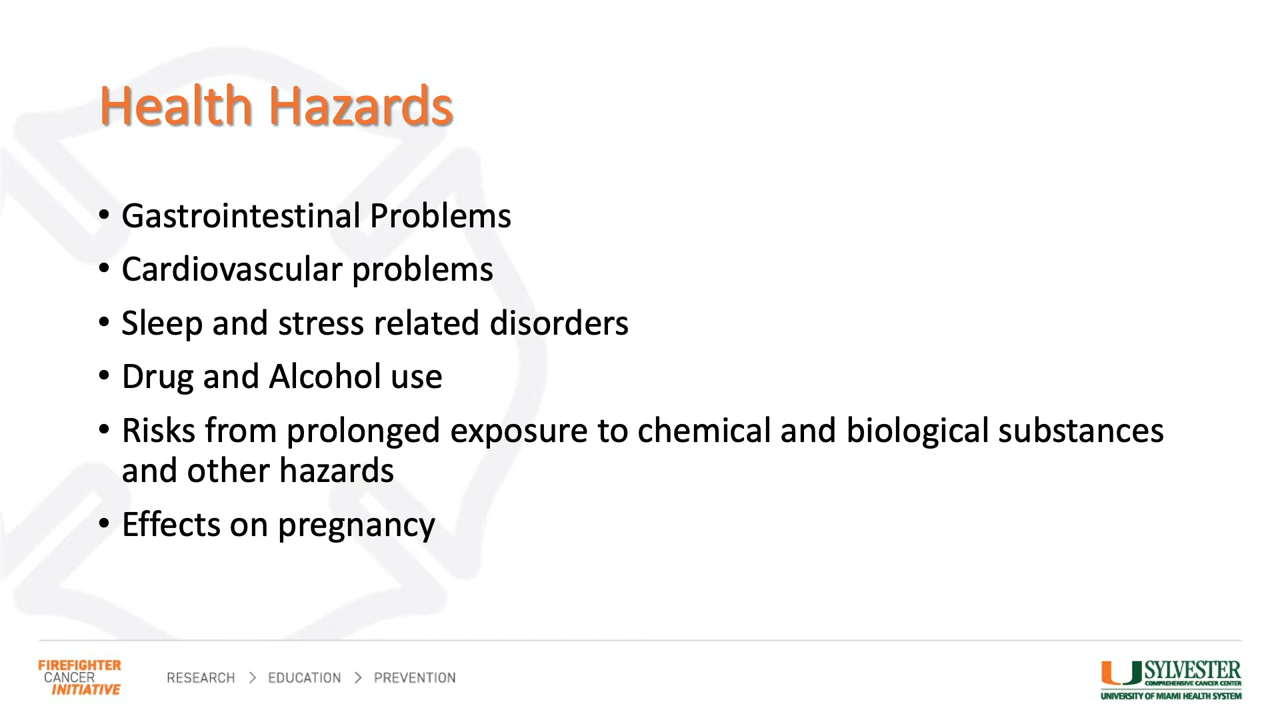 Health Hazards
• Gastrointestinal Problems
• Cardiovascular problems
• Sleep and stress related disorders
• Drug and Alcohol use
• Risks from prolonged exposure to chemical and biological substances
and other hazards
• Effects on pregnancy
FIREFIGHTER
CANCER
INITIATIVE
RESEARCH > EDUCATION > PREVENTION
U SYLVESTER
COMPREHENSIVE CANCER CENTER
UNIVERSITY OF MIAMI HEALTH SYSTEM